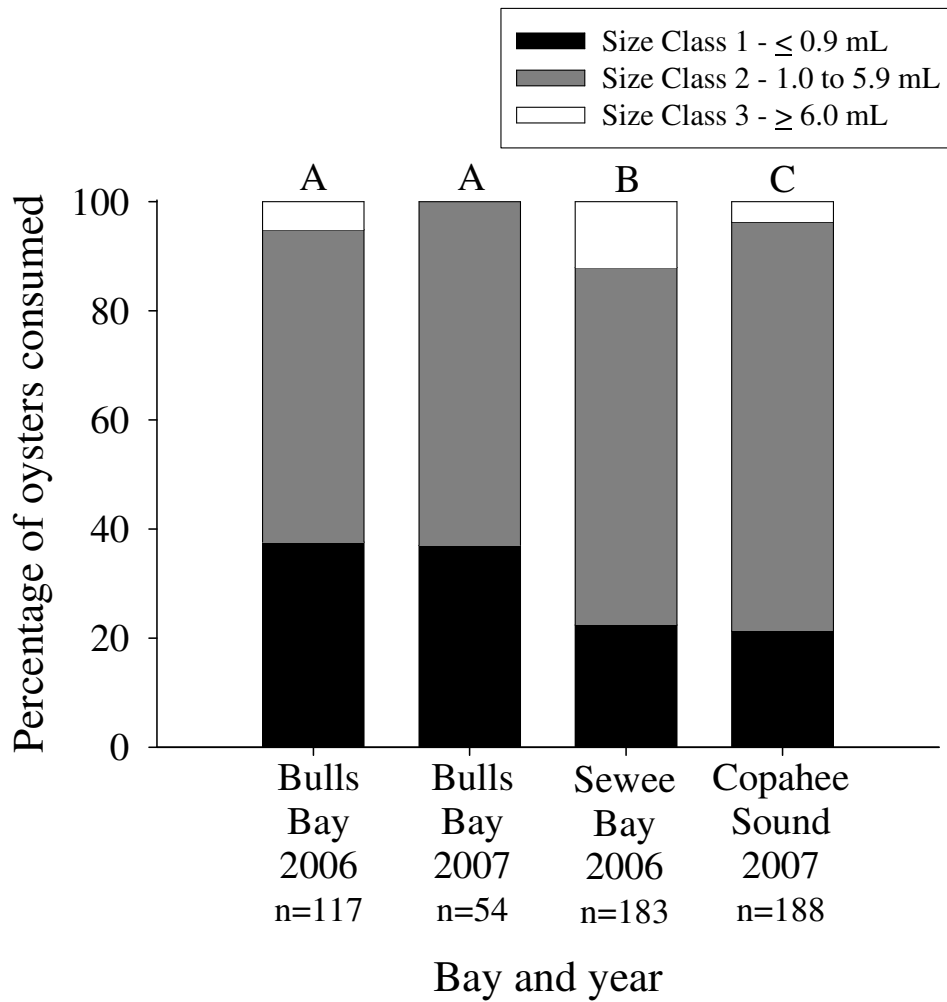 Size Class 1 - ≤ 0.9 mL
Size Class 2 - 1.0 to 5.9 mL
Size Class 3 - ≥ 6.0 mL
A A B C
Percentage of oysters consumed
100
80
60
40
20
0
Bulls Bulls Sewee Copahee
Bay Bay Bay Sound
2006 2007 2006 2007
n=117 n=54 n=183 n=188
Bay and year